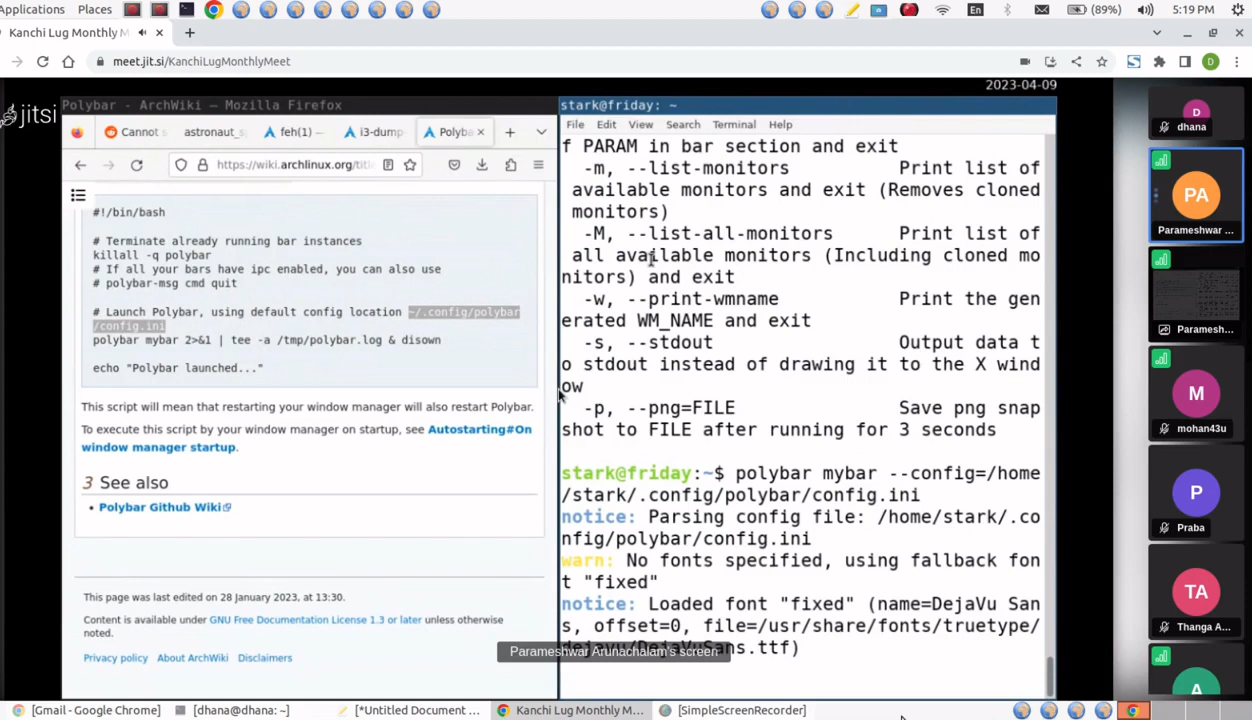 Applications Places
En (89%) 5:19 PM
Kanchi Lug Monthly M
meet.jit.si/KanchiLugMonthlyMeet
D
2023-04-09
jitsi
Polybar - ArchWiki — Mozilla Firefox
Cannot s astronaut_s feh(1) — i3-dump- Polyba
https://wiki.archlinux.org/title
#!/bin/bash
# Terminate already running bar instances
killall -q polybar
# If all your bars have ipc enabled, you can also use
# polybar-msg cmd quit
# Launch Polybar, using default config location ~/.config/polybar
/config.ini
polybar mybar 2>&1 | tee -a /tmp/polybar.log & disown
echo "Polybar launched..."
This script will mean that restarting your window manager will also restart Polybar.
To execute this script by your window manager on startup, see Autostarting#On
window manager startup.
3 See also
• Polybar Github Wiki
This page was last edited on 28 January 2023, at 13:30.
Content is available under GNU Free Documentation License 1.3 or later unless otherwise
noted.
Privacy policy About ArchWiki Disclaimers
stark@friday: ~
File Edit View Search Terminal Help
f PARAM in bar section and exit
-m, --list-monitors Print list of
available monitors and exit (Removes cloned
monitors)
-M, --list-all-monitors Print list of
all available monitors (Including cloned mo
nitors) and exit
-w, --print-wmname Print the gen
erated WM_NAME and exit
-s, --stdout Output data t
o stdout instead of drawing it to the X wind
ow
-p, --png=FILE Save png snap
shot to FILE after running for 3 seconds
stark@friday:~$ polybar mybar --config=/home
/stark/.config/polybar/config.ini
notice: Parsing config file: /home/stark/.co
nfig/polybar/config.ini
warn: No fonts specified, using fallback fon
t "fixed"
notice: Loaded font "fixed" (name=DejaVu San
s, offset=0, file=/usr/share/fonts/truetype/
dejavu/DejaVuSans.ttf)
Parameshwar Arunachalam's screen
D
dhana
PA
Parameshwar ...
Paramesh...
M
mohan43u
P
Praba
TA
Thanga A...
A
[Gmail - Google Chrome] [dhana@dhana: ~] [*Untitled Document ... Kanchi Lug Monthly M... [SimpleScreenRecorder]